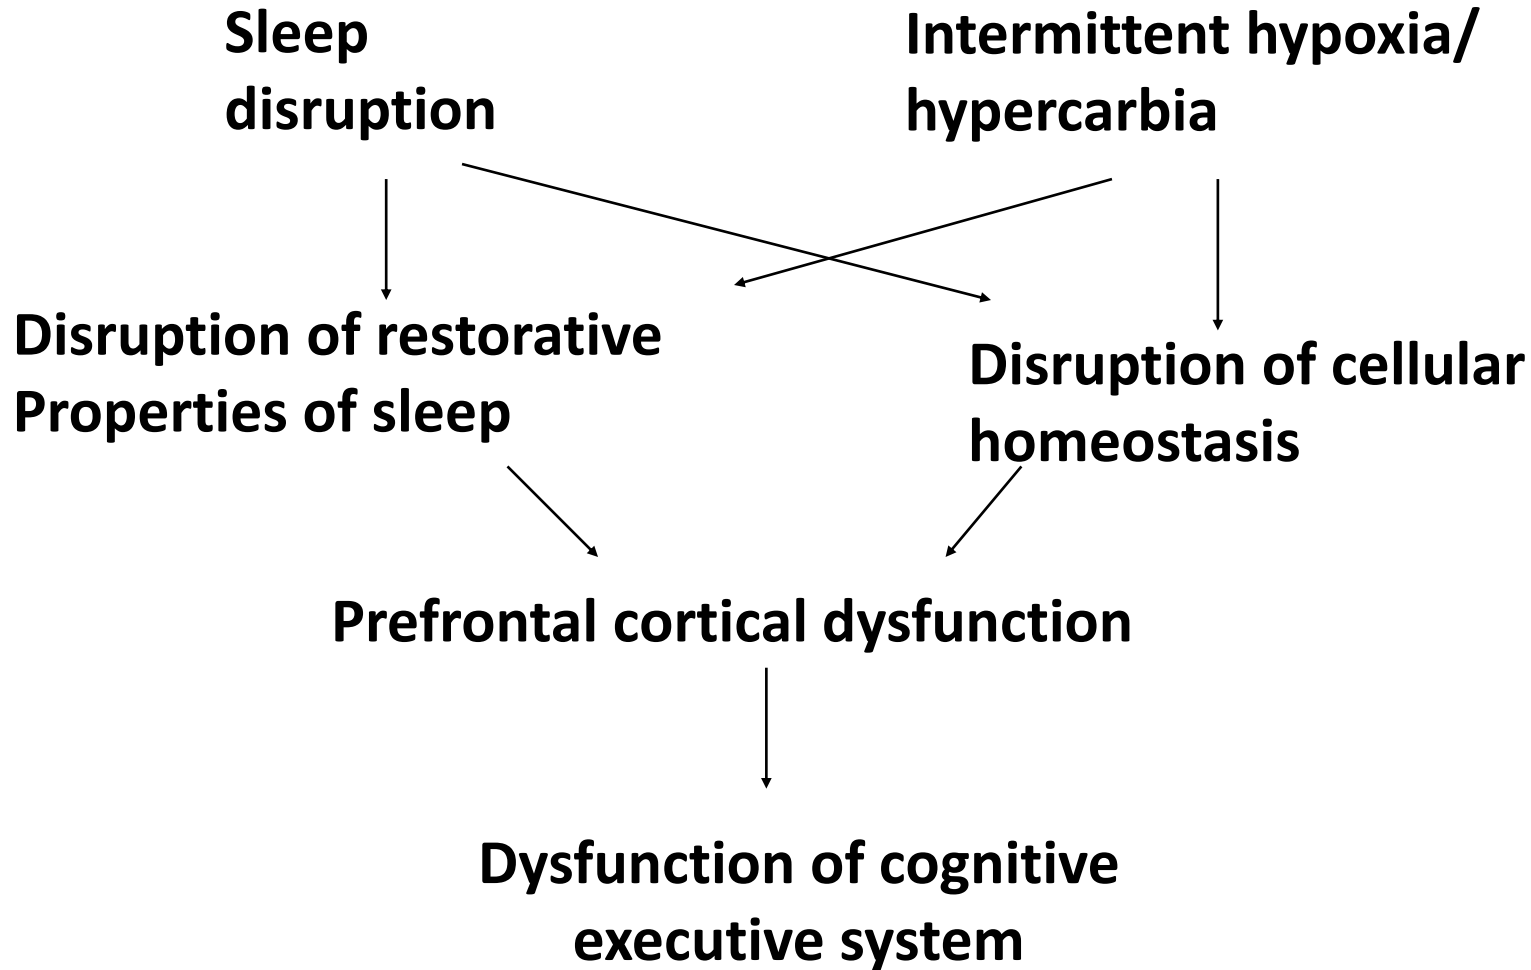 Sleep
disruption
Intermittent hypoxia/
hypercarbia
Disruption of restorative
Properties of sleep
Disruption of cellular
homeostasis
Prefrontal cortical dysfunction
Dysfunction of cognitive
executive system